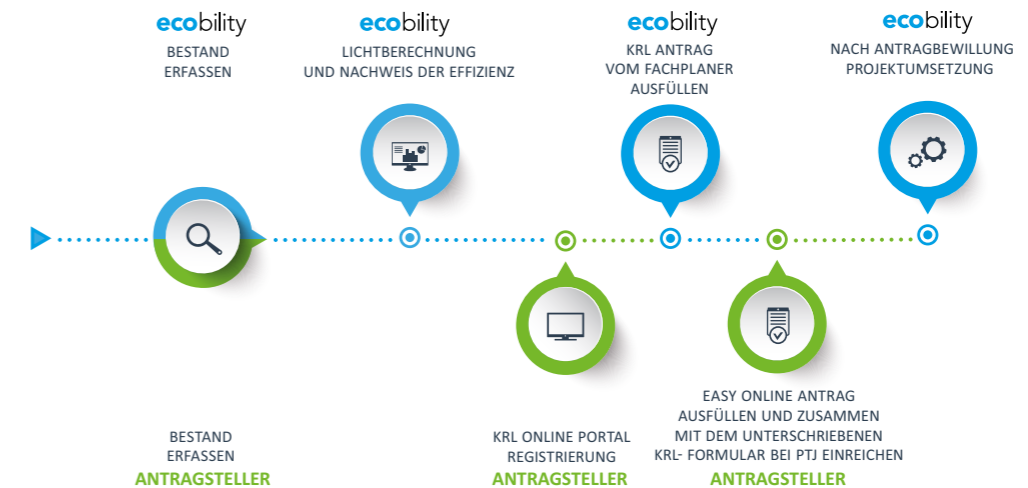 ecobility
BESTAND
ERFASSEN
ecobility
LICHTBERECHNUNG
UND NACHWEIS DER EFFIZIENZ
ecobility
KRL ANTRAG
VOM FACHPLANER
AUSFÜLLEN
ecobility
NACH ANTRAGBEWILLUNG
PROJEKTUMSETZUNG
BESTAND
ERFASSEN
ANTRAGSTELLER
KRL ONLINE PORTAL
REGISTRIERUNG
ANTRAGSTELLER
EASY ONLINE ANTRAG
AUSFÜLLEN UND ZUSAMMEN
MIT DEM UNTERSCHRIEBENEN
KRL- FORMULAR BEI PTJ EINREICHEN
ANTRAGSTELLER